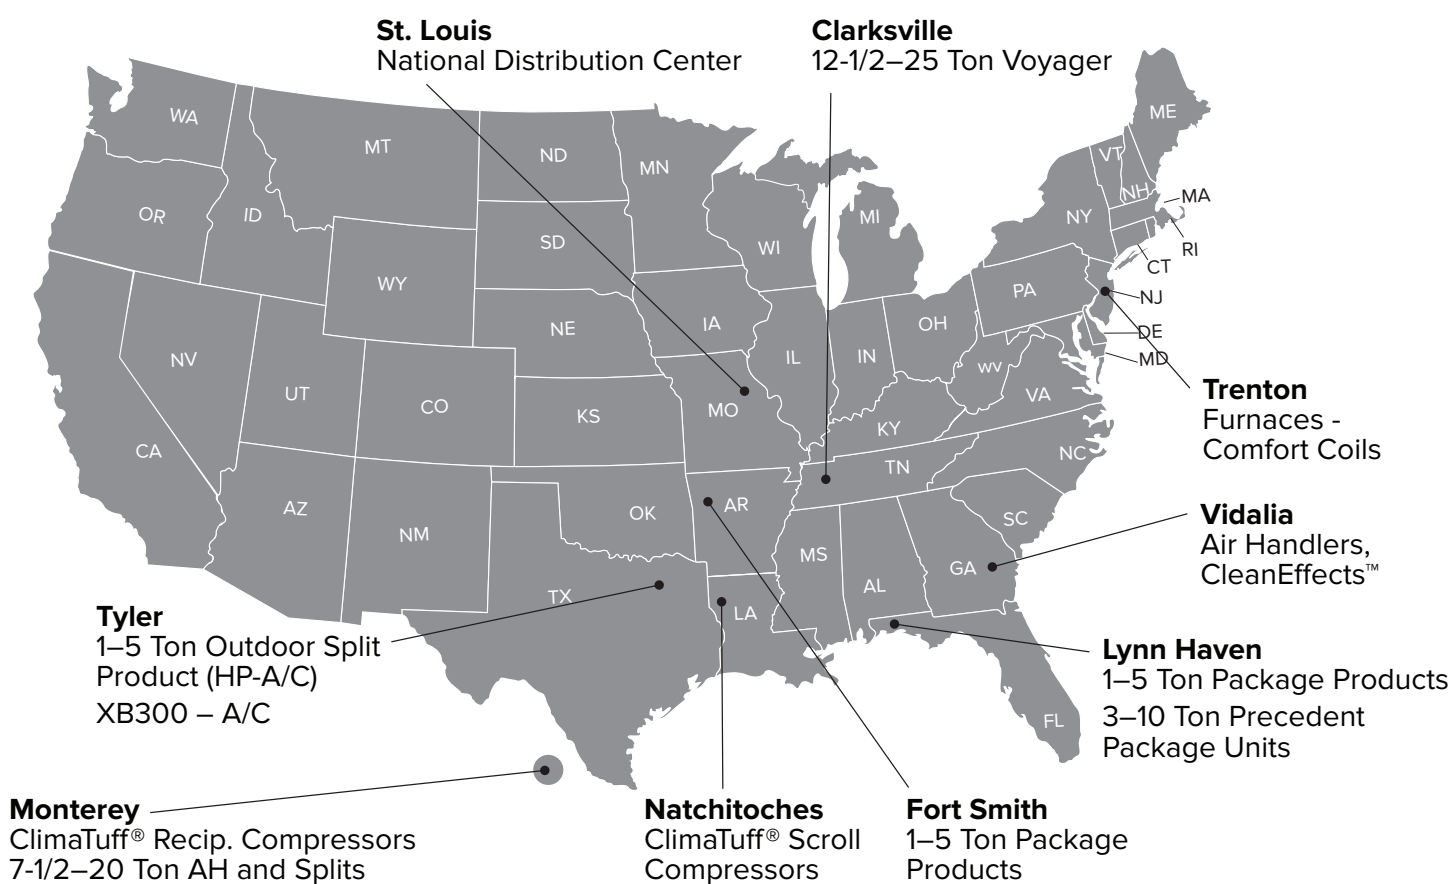 St. Louis
National Distribution Center
Clarksville
12-1/2–25 Ton Voyager
WA
MT
ND
MN
ME
VT
NH
MA
OR
ID
SD
WI
MI
NY
RI
CT
WY
NE
IA
PA
NJ
DE
MD
NV
UT
CO
KS
MO
IL
IN
OH
WV
VA
KY
CA
AZ
NM
OK
AR
TN
NC
SC
MS
AL
GA
TX
LA
FL
Trenton
Furnaces -
Comfort Coils
Vidalia
Air Handlers,
CleanEffects™
Tyler
1–5 Ton Outdoor Split
Product (HP-A/C)
XB300 – A/C
Lynn Haven
1–5 Ton Package Products
3–10 Ton Precedent
Package Units
Monterey
ClimaTuff® Recip. Compressors
7-1/2–20 Ton AH and Splits
Natchitoches
ClimaTuff® Scroll
Compressors
Fort Smith
1–5 Ton Package
Products